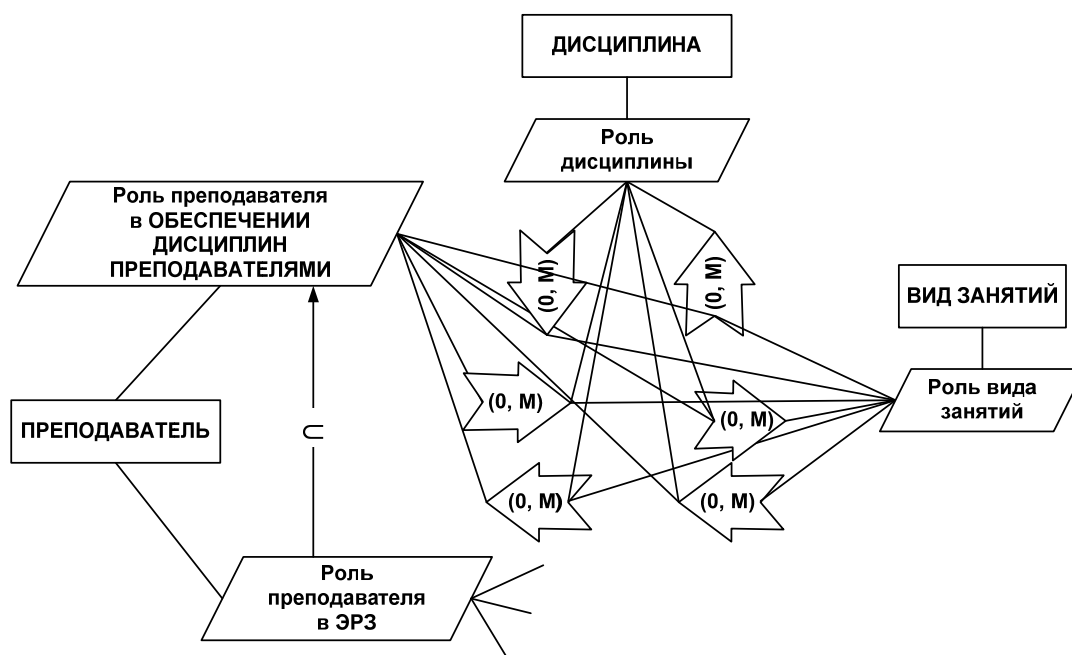 ДИСЦИПЛИНА
Роль
дисциплины
Роль преподавателя
в ОБЕСПЕЧЕНИИ
ДИСЦИПЛИН
ПРЕПОДАВАТЕЛЯМИ
(0, М)
(0, М)
ВИД ЗАНЯТИЙ
Роль вида
занятий
(0, М)
(0, М)
ПРЕПОДАВАТЕЛЬ
⊂
(0, М)
(0, М)
Роль
преподавателя
в ЭРЗ